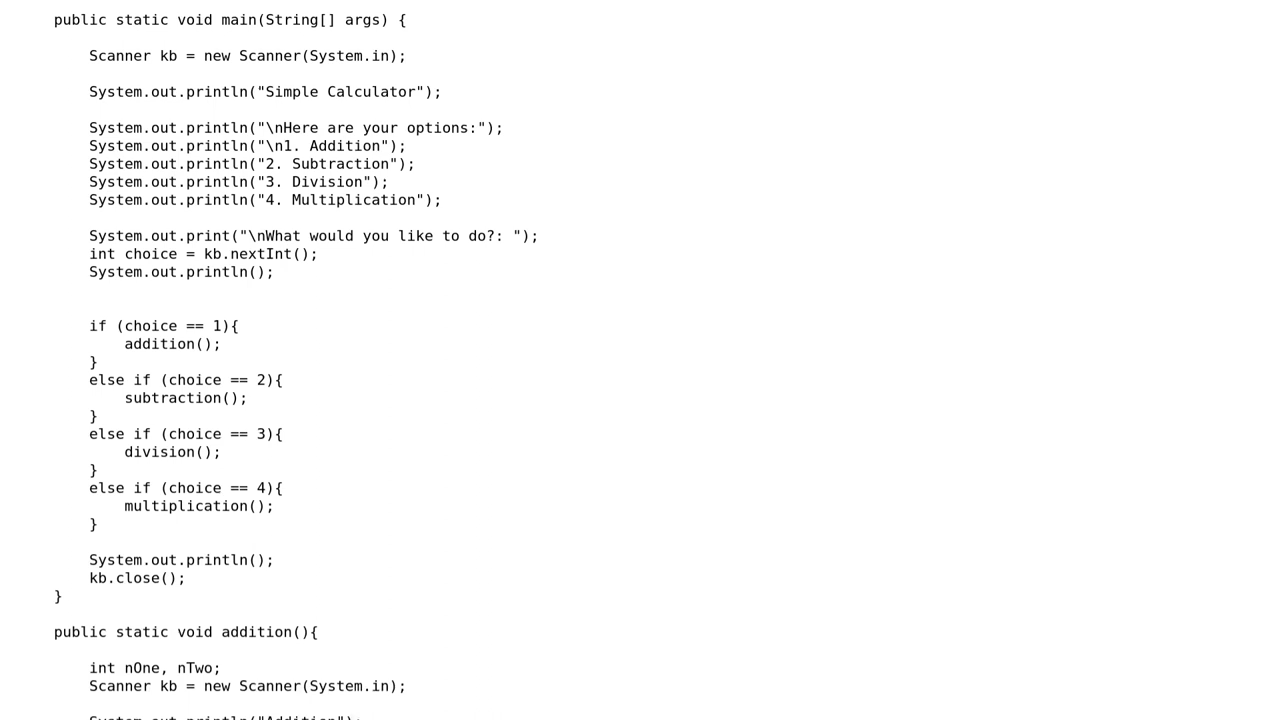 public static void main(String[] args) {
Scanner kb = new Scanner(System.in);
System.out.println("Simple Calculator");
System.out.println("\nHere are your options:");
System.out.println("\n1. Addition");
System.out.println("2. Subtraction");
System.out.println("3. Division");
System.out.println("4. Multiplication");
System.out.print("\nWhat would you like to do?: ");
int choice = kb.nextInt();
System.out.println();
if (choice == 1){
addition();
}
else if (choice == 2){
subtraction();
}
else if (choice == 3){
division();
}
else if (choice == 4){
multiplication();
}
System.out.println();
kb.close();
}
public static void addition(){
int nOne, nTwo;
Scanner kb = new Scanner(System.in);
System.out.println("Addition");